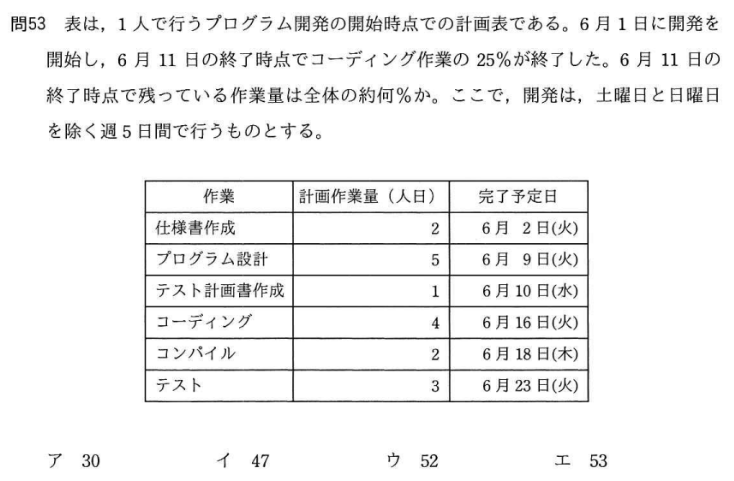 問53 表は，1人で行うプログラム開発の開始時点での計画表である。6月1日に開発を
開始し，6月11日の終了時点でコーディング作業の25％が終了した。6月11日の
終了時点で残っている作業量は全体の約何％か。ここで，開発は，土曜日と日曜日
を除く週5日間で行うものとする。
作業 計画作業量（人日） 完了予定日
仕様書作成 2 6月 2日(火)
プログラム設計 5 6月 9日(火)
テスト計画書作成 1 6月10日(水)
コーディング 4 6月16日(火)
コンパイル 2 6月18日(木)
テスト 3 6月23日(火)
ア 30 イ 47 ウ 52 エ 53